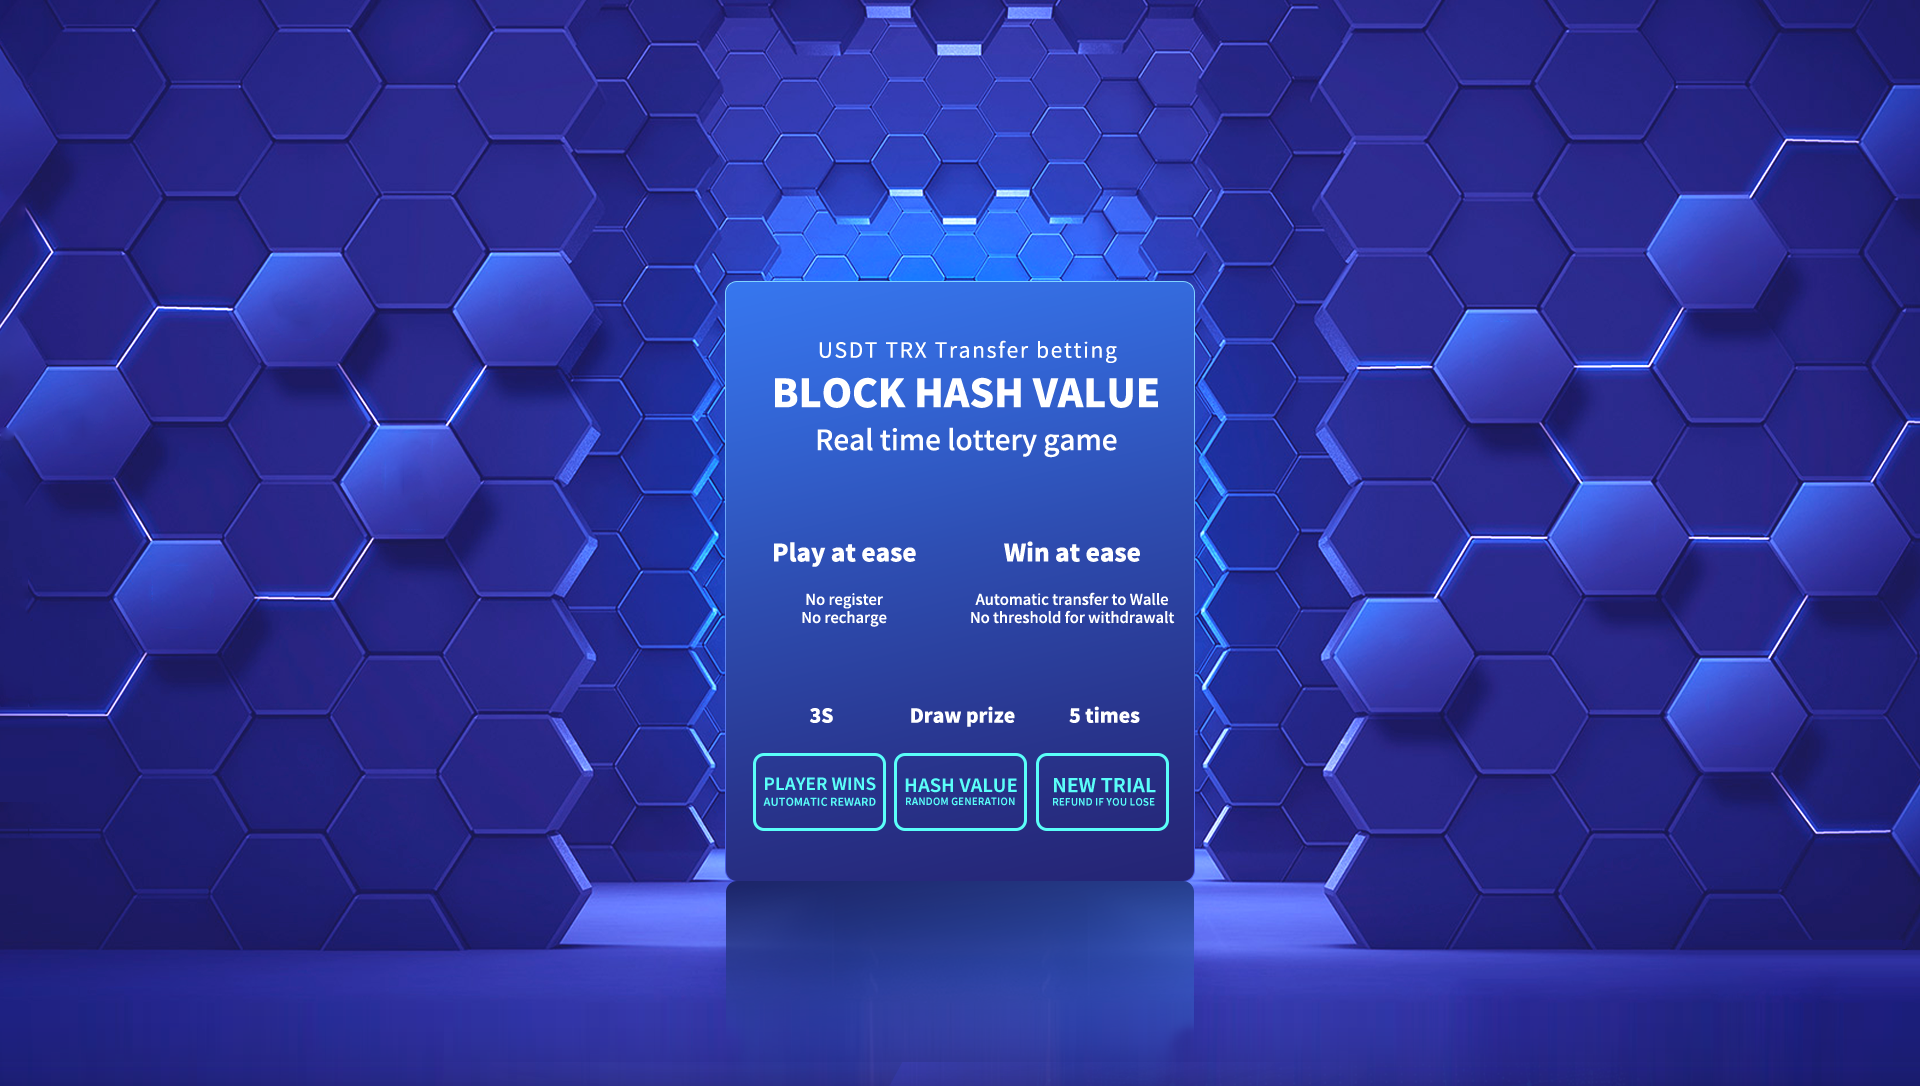 USDT TRX Transfer betting
BLOCK HASH VALUE
Real time lottery game
Play at ease
No register
No recharge
Win at ease
Automatic transfer to Walle
No threshold for withdrawalt
3S
Draw prize
5 times
PLAYER WINS
AUTOMATIC REWARD
HASH VALUE
RANDOM GENERATION
NEW TRIAL
REFUND IF YOU LOSE